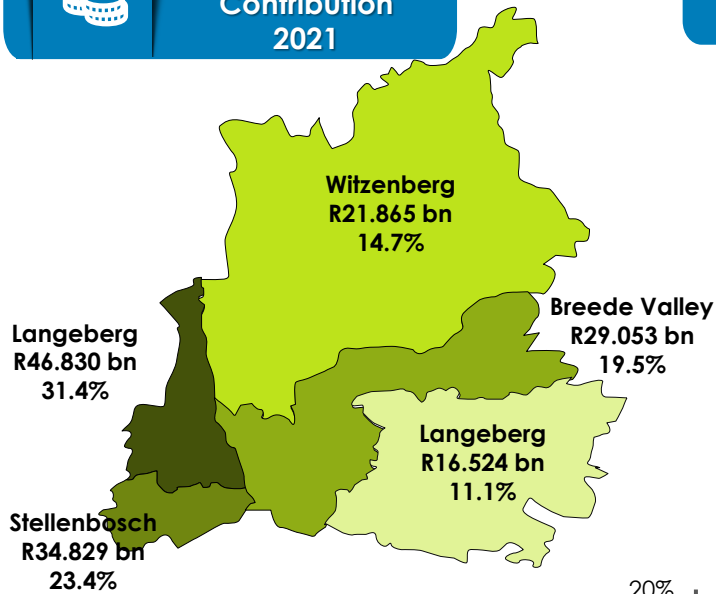 Contribution
2021
Witzenberg
R21.865 bn
14.7%
Breede Valley
R29.053 bn
19.5%
Langeberg
R46.830 bn
31.4%
Langeberg
R16.524 bn
11.1%
Stellenbosch
R34.829 bn
23.4%
20%